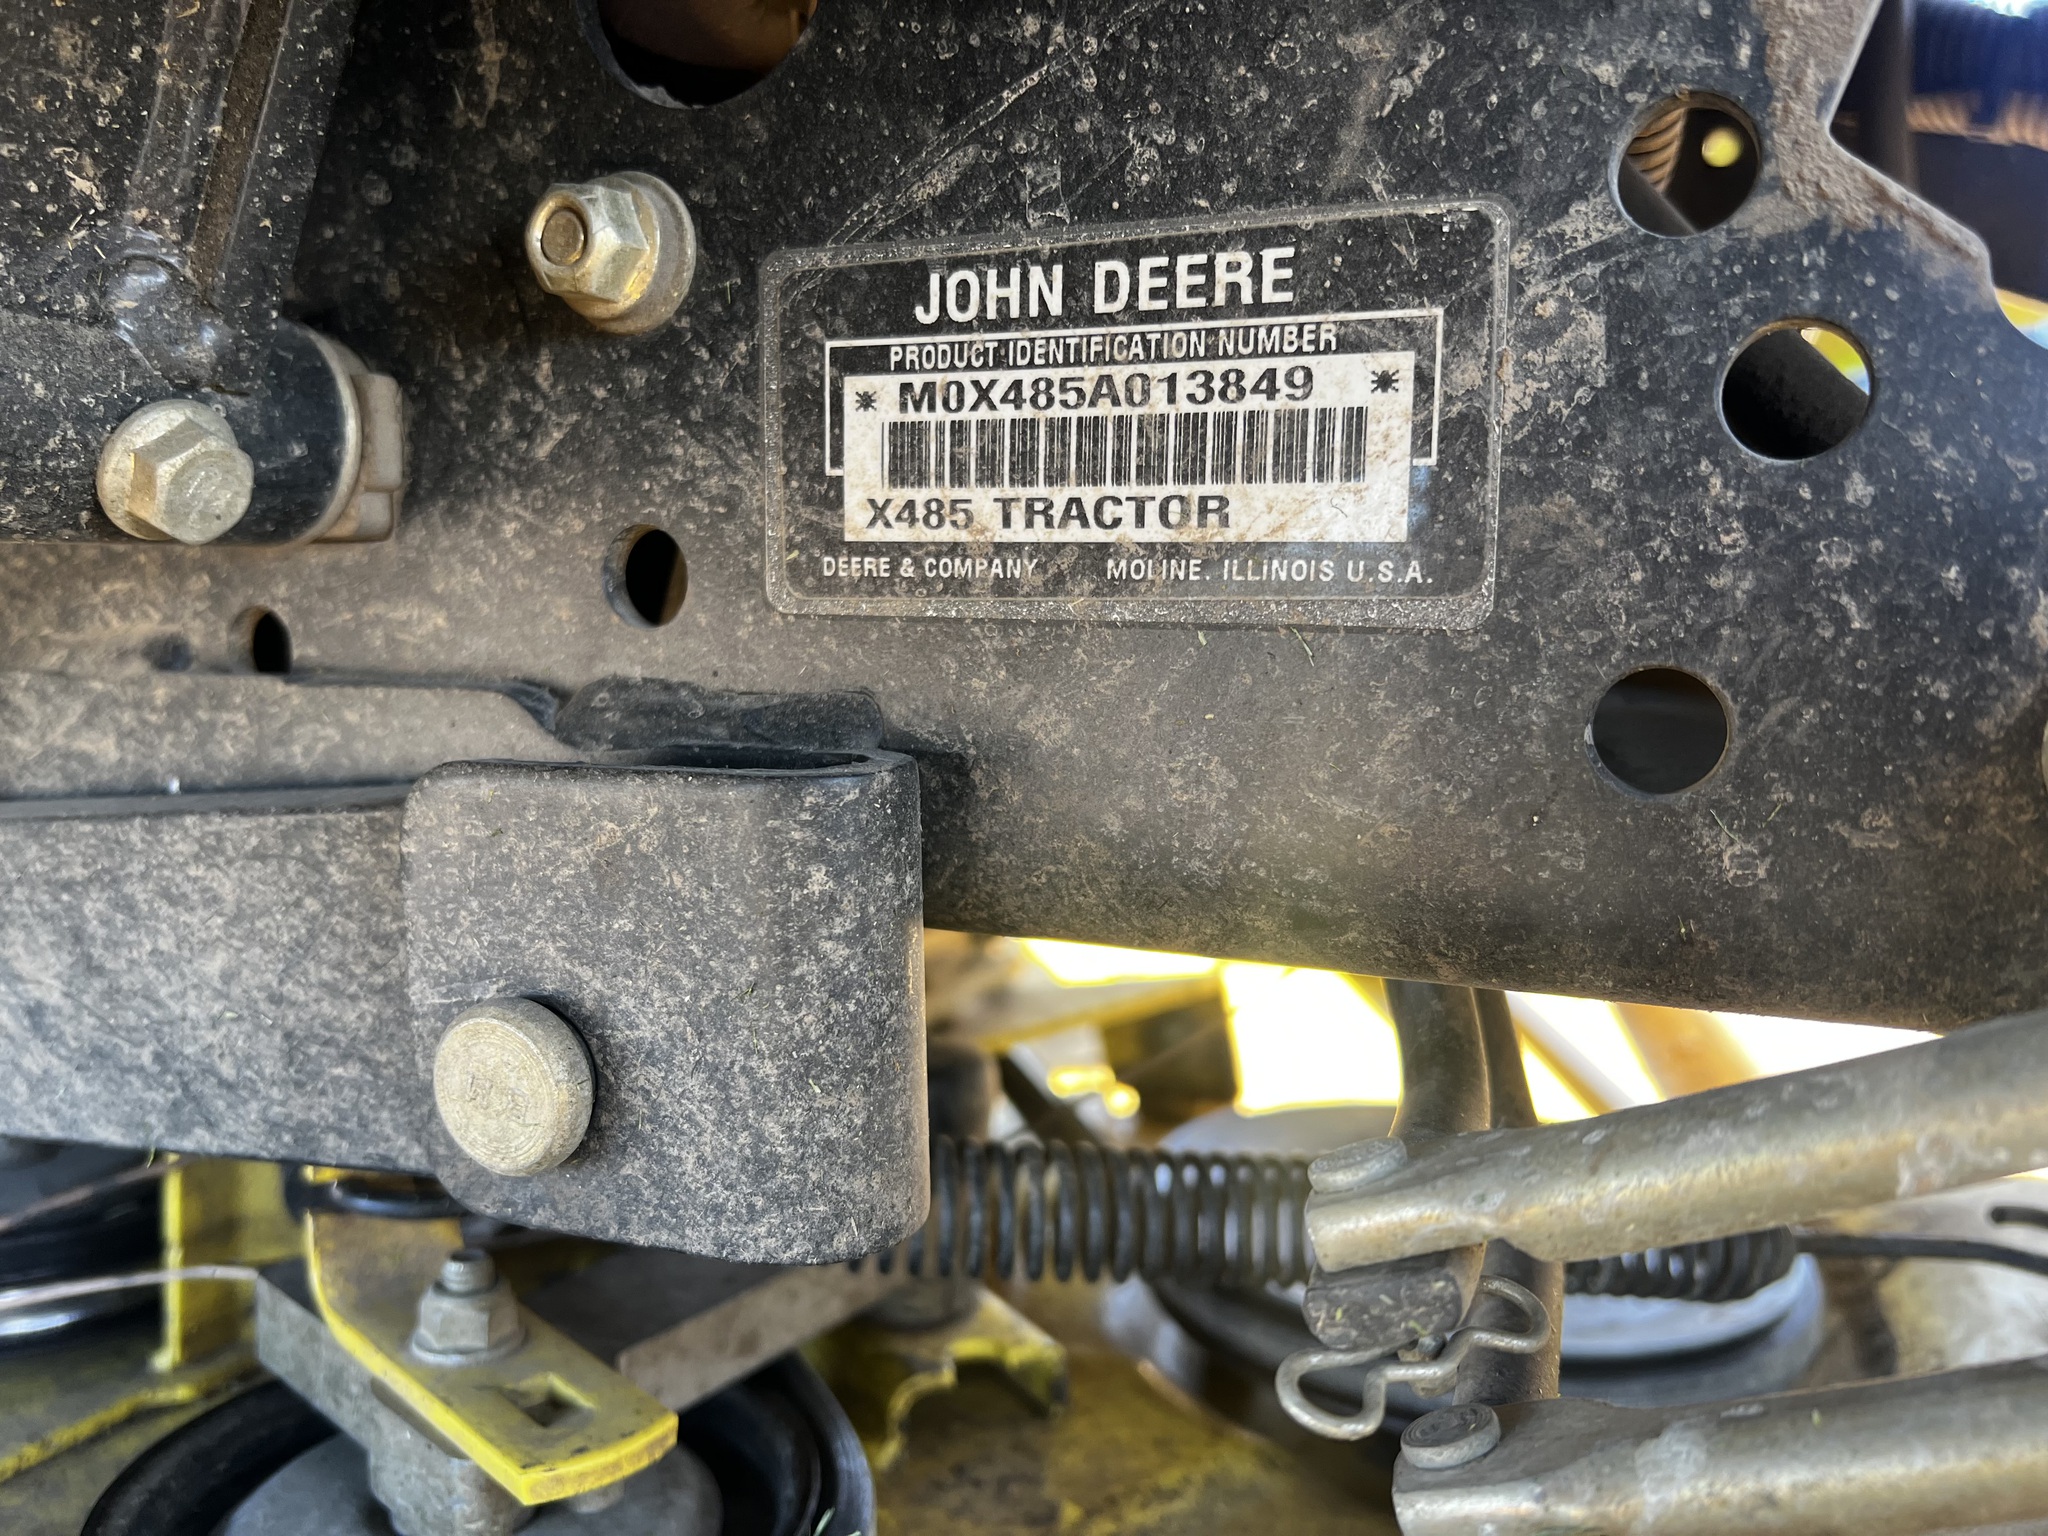 JOHN DEERE
PRODUCT IDENTIFICATION NUMBER
* M0X485A013849 *
X485 TRACTOR
DEERE & COMPANY MOLINE, ILLINOIS U.S.A.